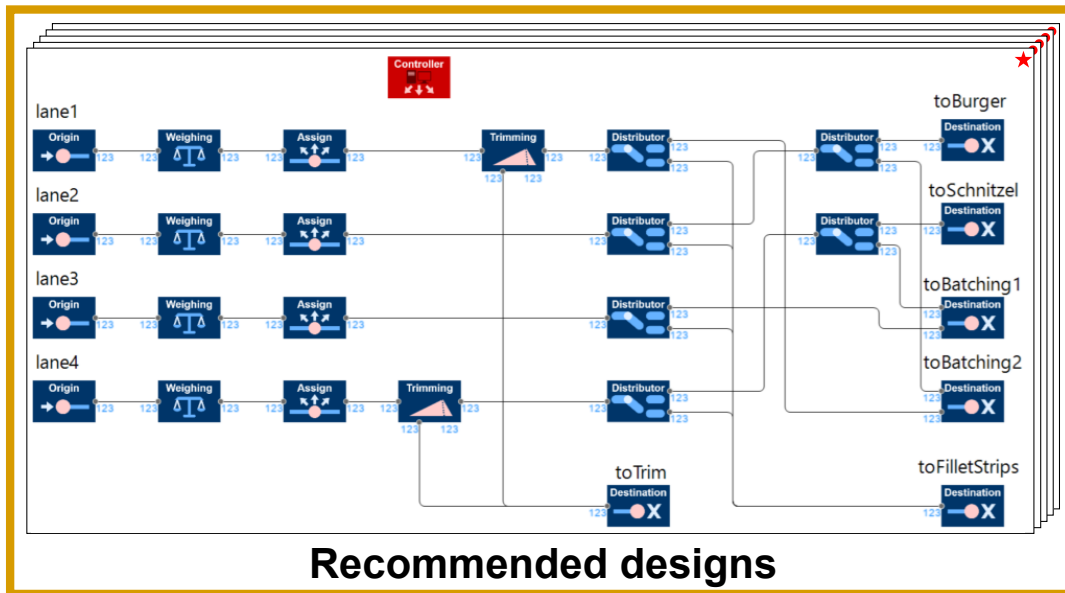 Controller
lane1
toBurger
Origin Weighing Assign Trimming Distributor Distributor Destination
123 123 123 123 123 123 123 123 123 123 123 123
123 123
123 123
lane2
toSchnitzel
Origin Weighing Assign Distributor Distributor Destination
123 123 123 123 123 123 123 123 123
123 123
lane3
toBatching1
Origin Weighing Assign Distributor Destination
123 123 123 123 123 123 123 123
123 123
lane4
toBatching2
Origin Weighing Assign Trimming Distributor Destination
123 123 123 123 123 123 123 123 123 123
123 123
123 123
toTrim
toFilletStrips
Destination Destination
123 X 123 X
Recommended designs